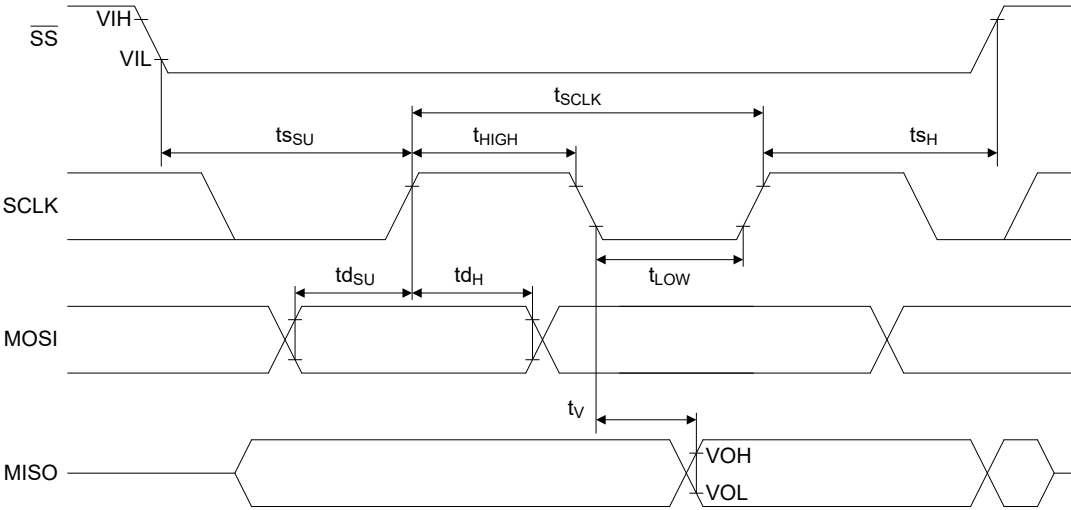 VIH
SS
VIL
tSCLK
tsSU
tHIGH
tsH
SCLK
tdSU
tdH
tLOW
MOSI
tV
VOH
MISO
VOL